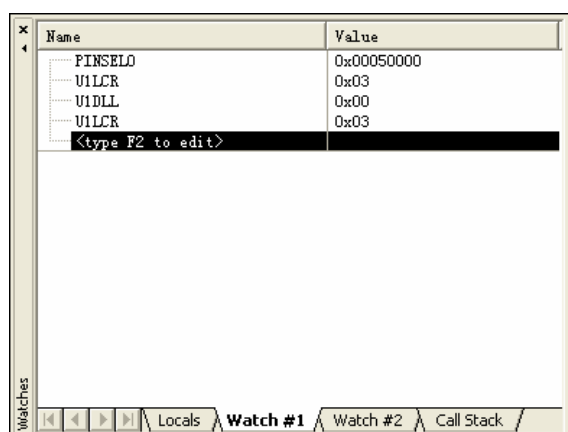 Name Value
PINSEL0 0x00050000
U1LCR 0x03
U1DLL 0x00
U1LCR 0x03
<type F2 to edit>
Watches
Locals Watch #1 Watch #2 Call Stack